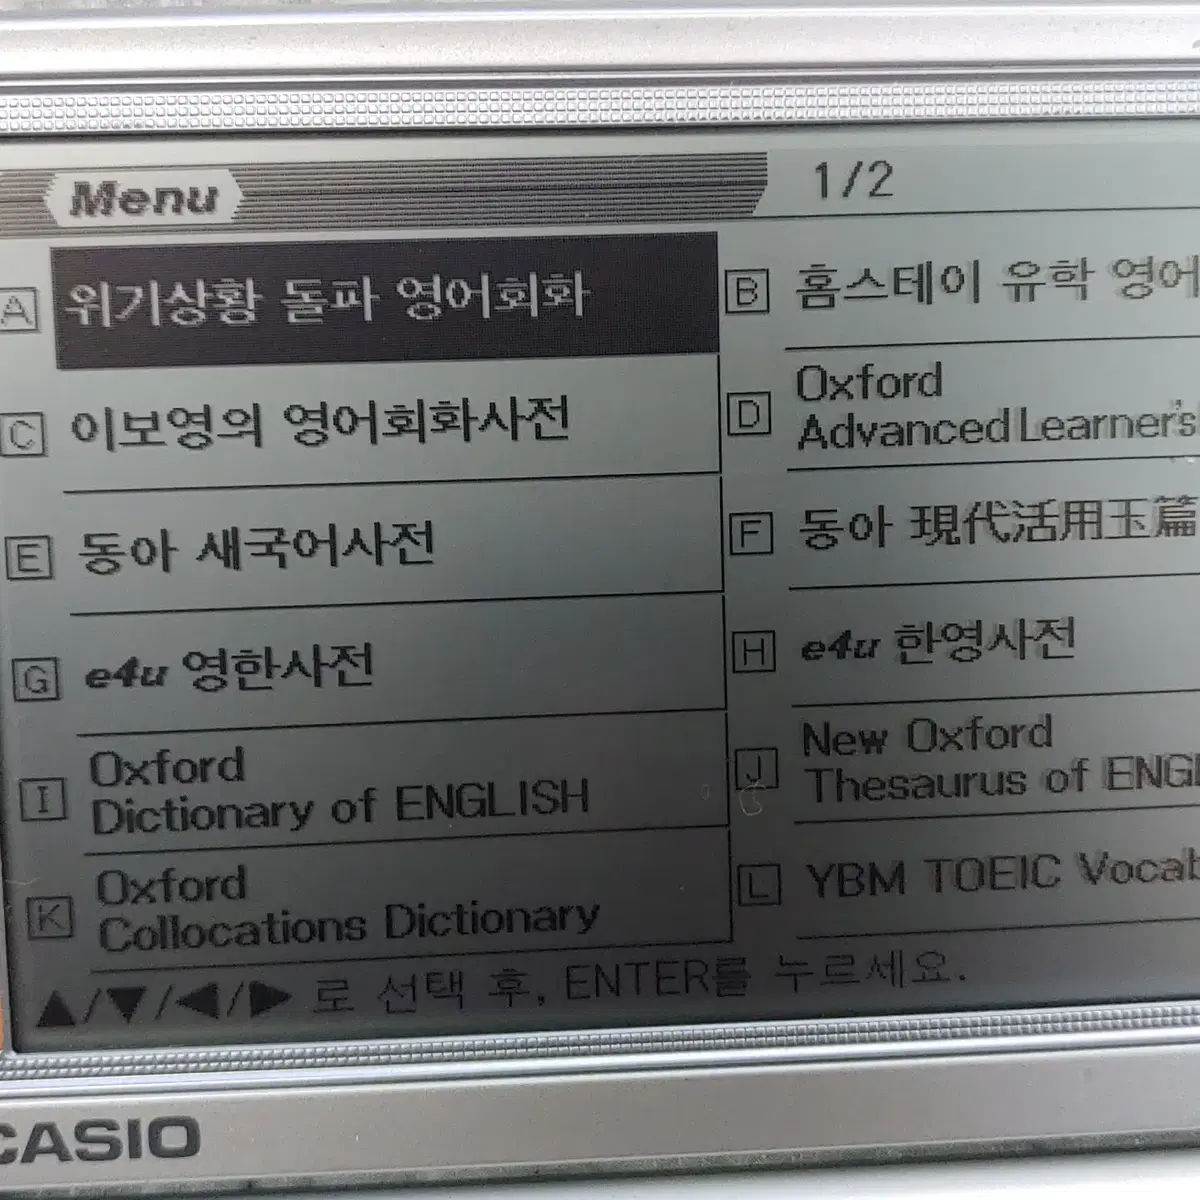 Menu 1/2
A 위기상황 돌파 영어회화
B 홈스테이 유학 영어
C 이보영의 영어회화사전
D Oxford
Advanced Learner's
E 동아 새국어사전
F 동아 現代活用玉篇
G e4u 영한사전
H e4u 한영사전
I Oxford
Dictionary of ENGLISH
J New Oxford
Thesaurus of ENGL
K Oxford
Collocations Dictionary
L YBM TOEIC Vocab
▲/▼/◀/▶ 로 선택 후, ENTER를 누르세요.
CASIO